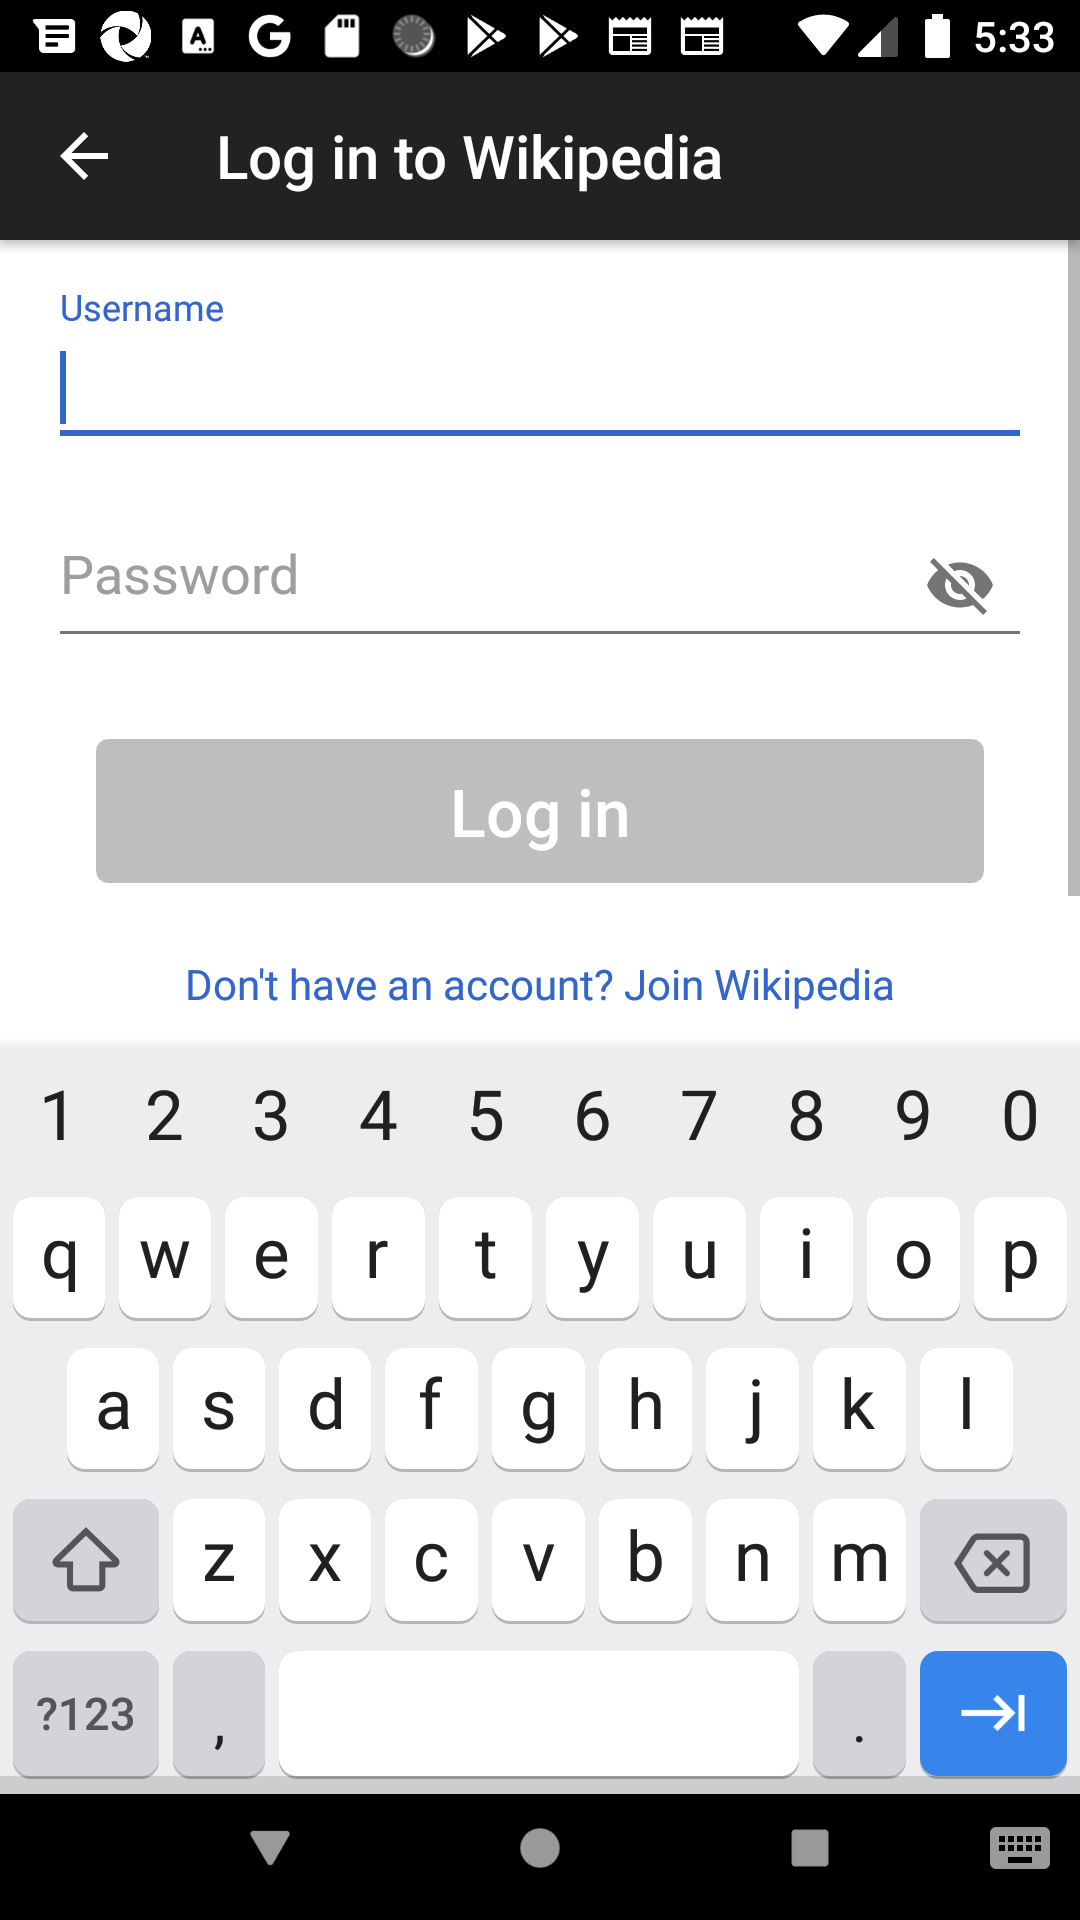 5:33
Log in to Wikipedia
Username
Password
Log in
Don't have an account? Join Wikipedia
1 2 3 4 5 6 7 8 9 0
q w e r t y u i o p
a s d f g h j k l
z x c v b n m
?123 , .